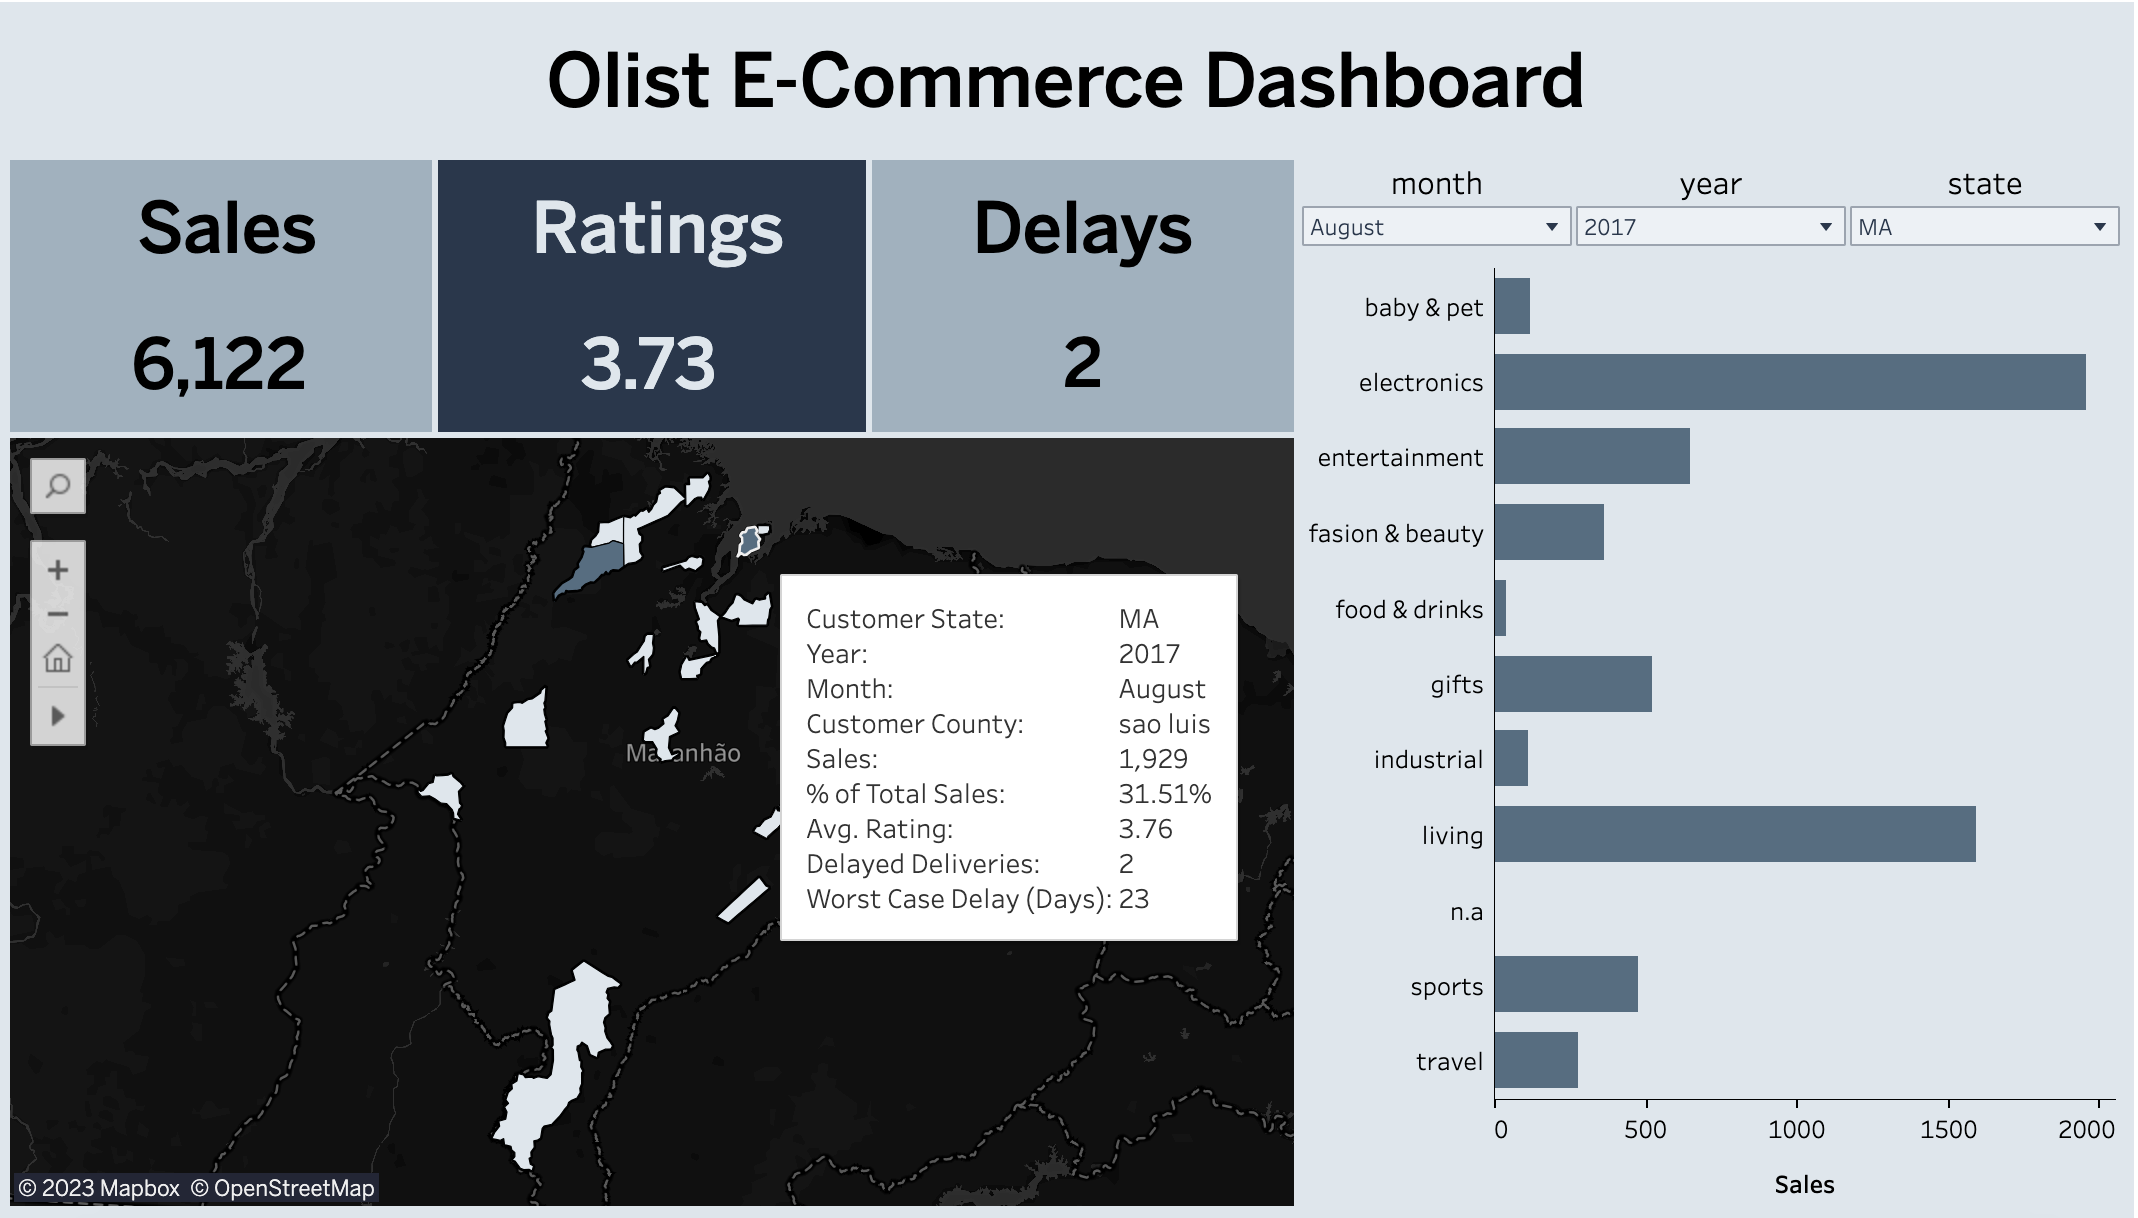 Olist E-Commerce Dashboard
Sales
6,122
Ratings
3.73
Delays
2
month
year
state
August
2017
MA
baby & pet
electronics
entertainment
fasion & beauty
food & drinks
gifts
industrial
living
n.a
sports
travel
0
500
1000
1500
2000
Sales
Maranhão
Customer State: MA
Year: 2017
Month: August
Customer County: sao luis
Sales: 1,929
% of Total Sales: 31.51%
Avg. Rating: 3.76
Delayed Deliveries: 2
Worst Case Delay (Days): 23
© 2023 Mapbox © OpenStreetMap